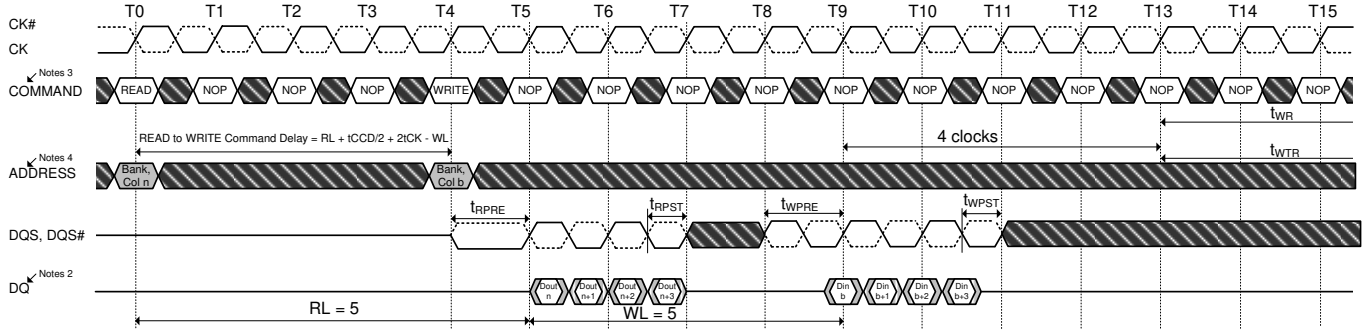 T0 T1 T2 T3 T4 T5 T6 T7 T8 T9 T10 T11 T12 T13 T14 T15
CK#
CK
Notes 3
COMMAND READ NOP NOP NOP WRITE NOP NOP NOP NOP NOP NOP NOP NOP NOP NOP NOP
tWR
READ to WRITE Command Delay = RL + tCCD/2 + 2tCK - WL
4 clocks
tWTR
Notes 4
ADDRESS
Bank, Col n
Bank, Col b
tRPRE tRPST tWPRE tWPST
DQS, DQS#
Notes 2
DQ
Dout n
Dout n+1
Dout n+2
Dout n+3
Din b
Din b+1
Din b+2
Din b+3
RL = 5
WL = 5